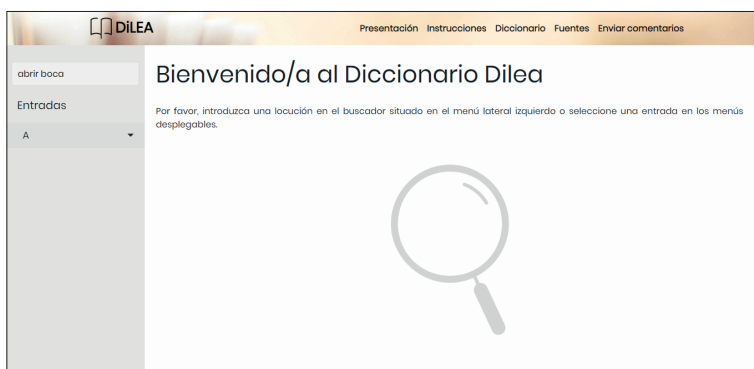 DiLEA
Presentación Instrucciones Diccionario Fuentes Enviar comentarios
abrir boca
Entradas
A
Bienvenido/a al Diccionario Dilea
Por favor, introduzca una locución en el buscador situado en el menú lateral izquierdo o seleccione una entrada en los menús
desplegables.